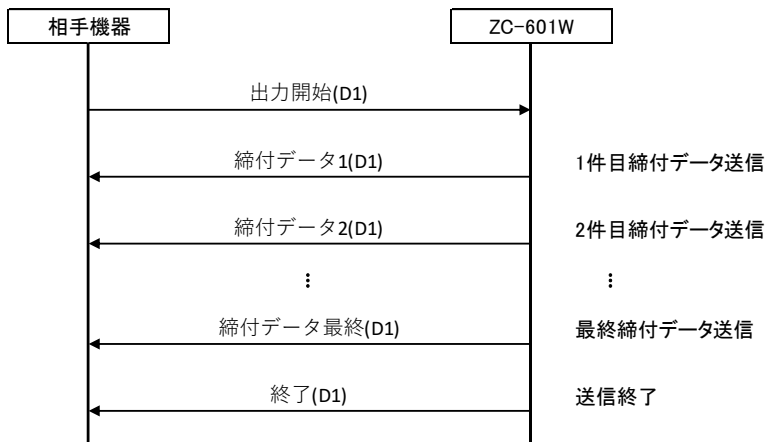 相手機器
ZC-601W
出力開始(D1)
締付データ1(D1)
1件目締付データ送信
締付データ2(D1)
2件目締付データ送信
⋮
⋮
締付データ最終(D1)
最終締付データ送信
終了(D1)
送信終了